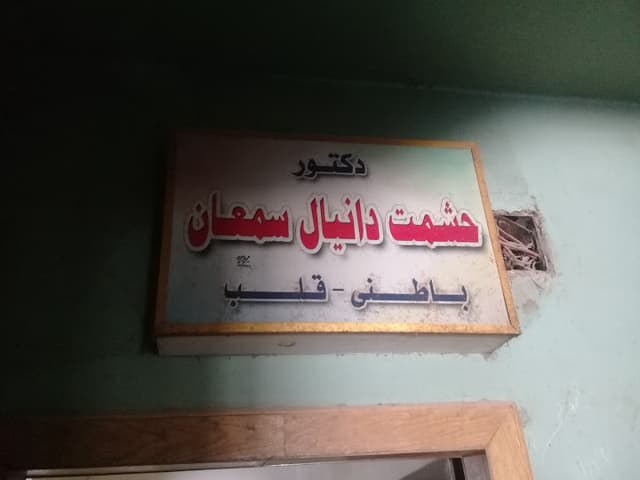 دكتور
حشمت دانيال سمعان
باطنى - قلب